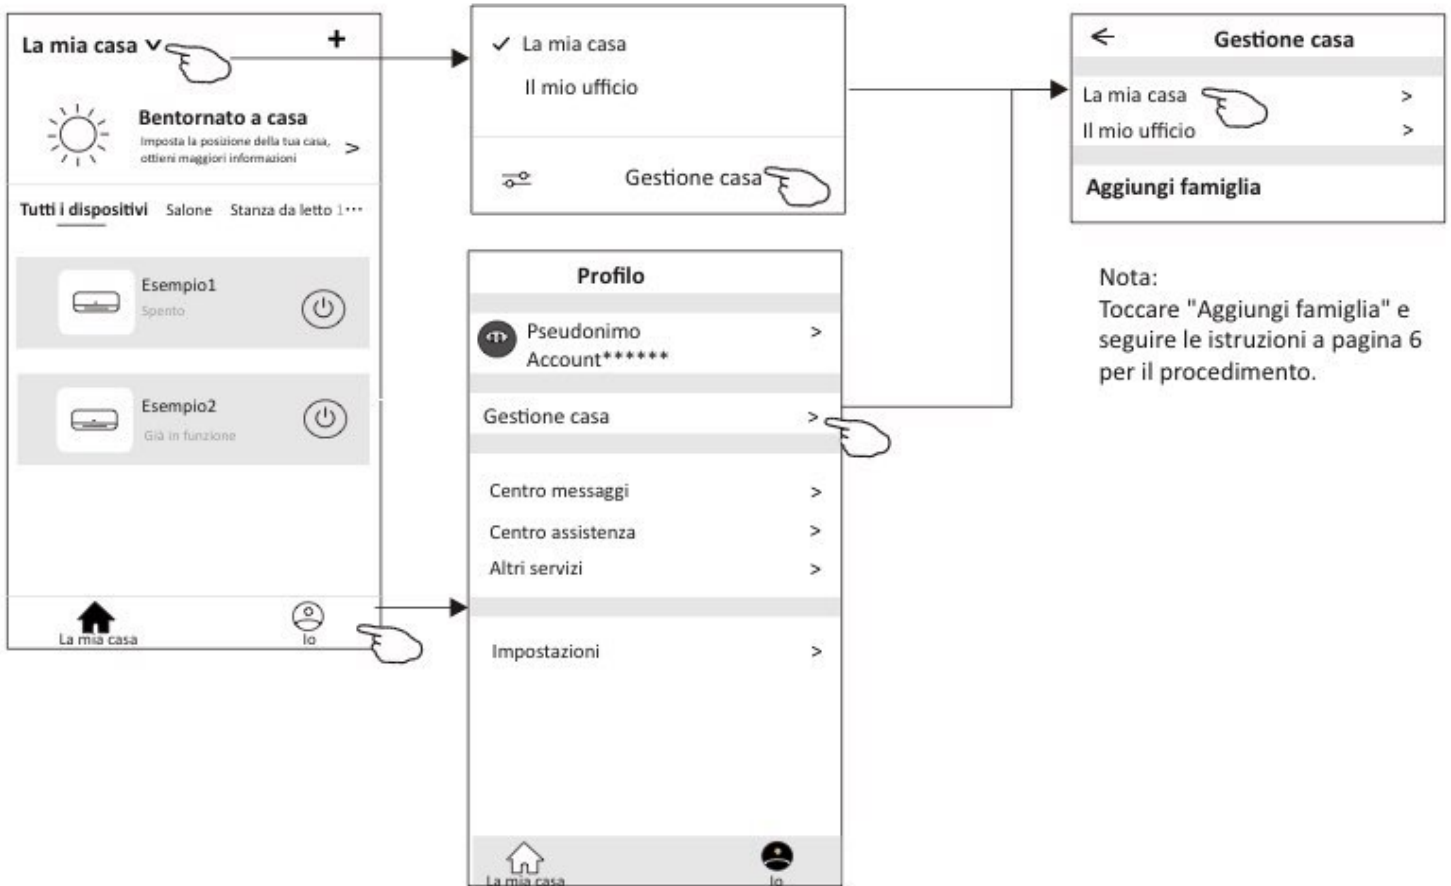 La mia casa
+
Bentornato a casa
Imposta la posizione della tua casa,
ottieni maggiori informazioni
>
Tutti i dispositivi Salone Stanza da letto 1···
Esempio1
Spento
Esempio2
Già in funzione
La mia casa
Io
✓ La mia casa
Il mio ufficio
Gestione casa
Profilo
Pseudonimo >
Account******
Gestione casa >
Centro messaggi >
Centro assistenza >
Altri servizi >
Impostazioni >
La mia casa
Io
Gestione casa
La mia casa >
Il mio ufficio >
Aggiungi famiglia
Nota:
Toccare "Aggiungi famiglia" e
seguire le istruzioni a pagina 6
per il procedimento.